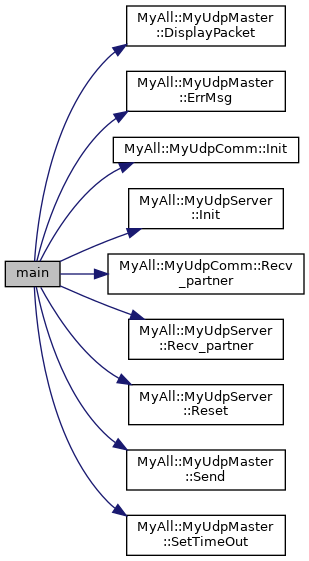 MyAll::MyUdpMaster
::DisplayPacket
MyAll::MyUdpMaster
::ErrMsg
MyAll::MyUdpComm::Init
MyAll::MyUdpServer
::Init
main
MyAll::MyUdpComm::Recv
_partner
MyAll::MyUdpServer
::Recv_partner
MyAll::MyUdpServer
::Reset
MyAll::MyUdpMaster
::Send
MyAll::MyUdpMaster
::SetTimeOut